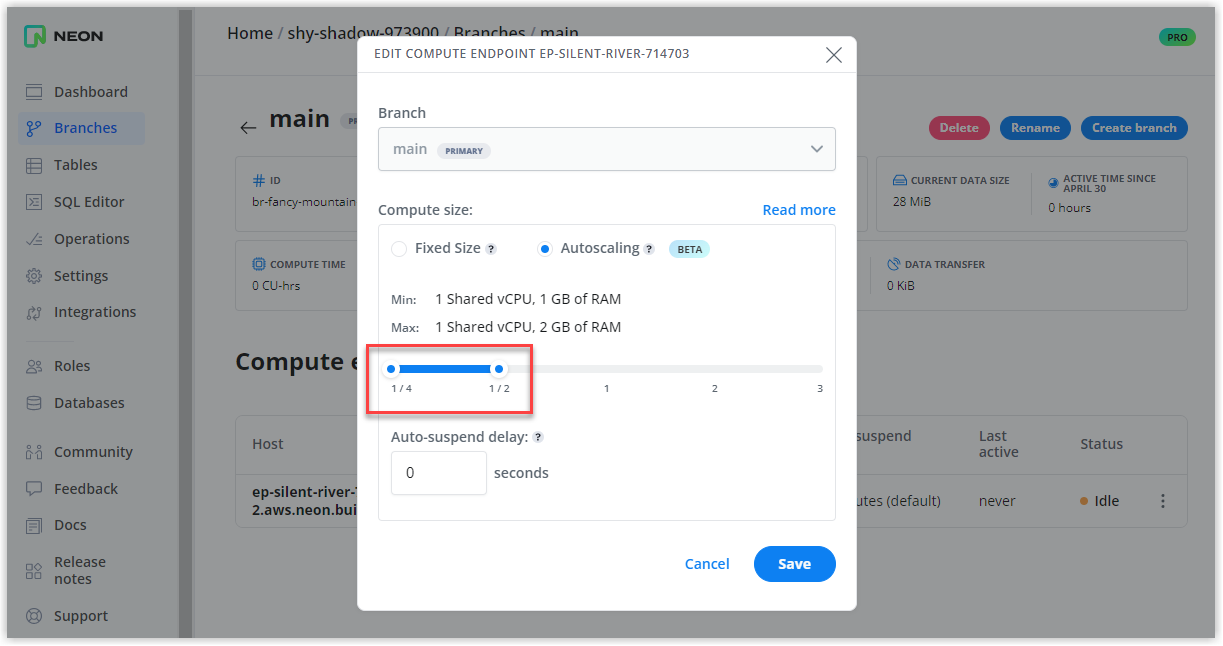 NEON
Dashboard
Branches
Tables
SQL Editor
Operations
Settings
Integrations
Roles
Databases
Community
Feedback
Docs
Release
notes
Support
Home / shy-shadow-973900 / Branches / main
PRO
main
Delete
Rename
Create branch
ID
br-fancy-mountain
CURRENT DATA SIZE
28 MiB
ACTIVE TIME SINCE
APRIL 30
0 hours
COMPUTE TIME
0 CU-hrs
DATA TRANSFER
0 KiB
Compute
Host
suspend
Last
active
Status
ep-silent-river-
2.aws.neon.bui
utes (default)
never
Idle
EDIT COMPUTE ENDPOINT EP-SILENT-RIVER-714703
Branch
main PRIMARY
Compute size:
Read more
Fixed Size ?
Autoscaling ? BETA
Min: 1 Shared vCPU, 1 GB of RAM
Max: 1 Shared vCPU, 2 GB of RAM
1 / 4 1 / 2 1 2 3
Auto-suspend delay: ?
0 seconds
Cancel
Save